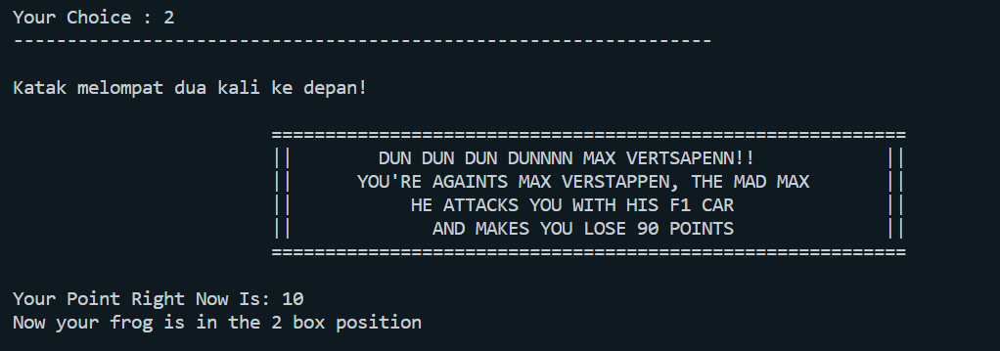 Your Choice : 2
-----------------------------------------------------------------
Katak melompat dua kali ke depan!
===========================================================
|| DUN DUN DUN DUNNNN MAX VERTSAPENN!! ||
|| YOU'RE AGAINTS MAX VERSTAPPEN, THE MAD MAX ||
|| HE ATTACKS YOU WITH HIS F1 CAR ||
|| AND MAKES YOU LOSE 90 POINTS ||
===========================================================
Your Point Right Now Is: 10
Now your frog is in the 2 box position